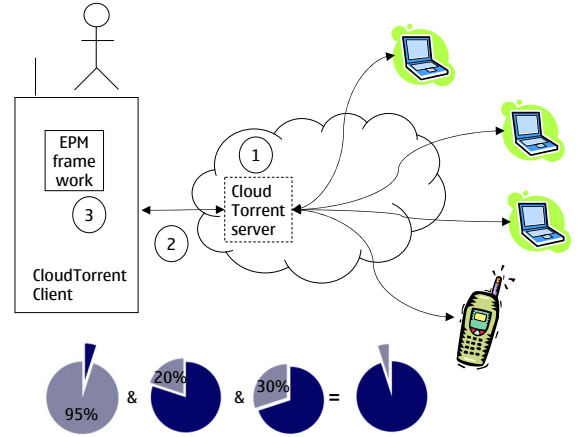 EPM
frame
work
3
CloudTorrent
Client
2
1
Cloud
Torrent
server
95% & 20% & 30% =